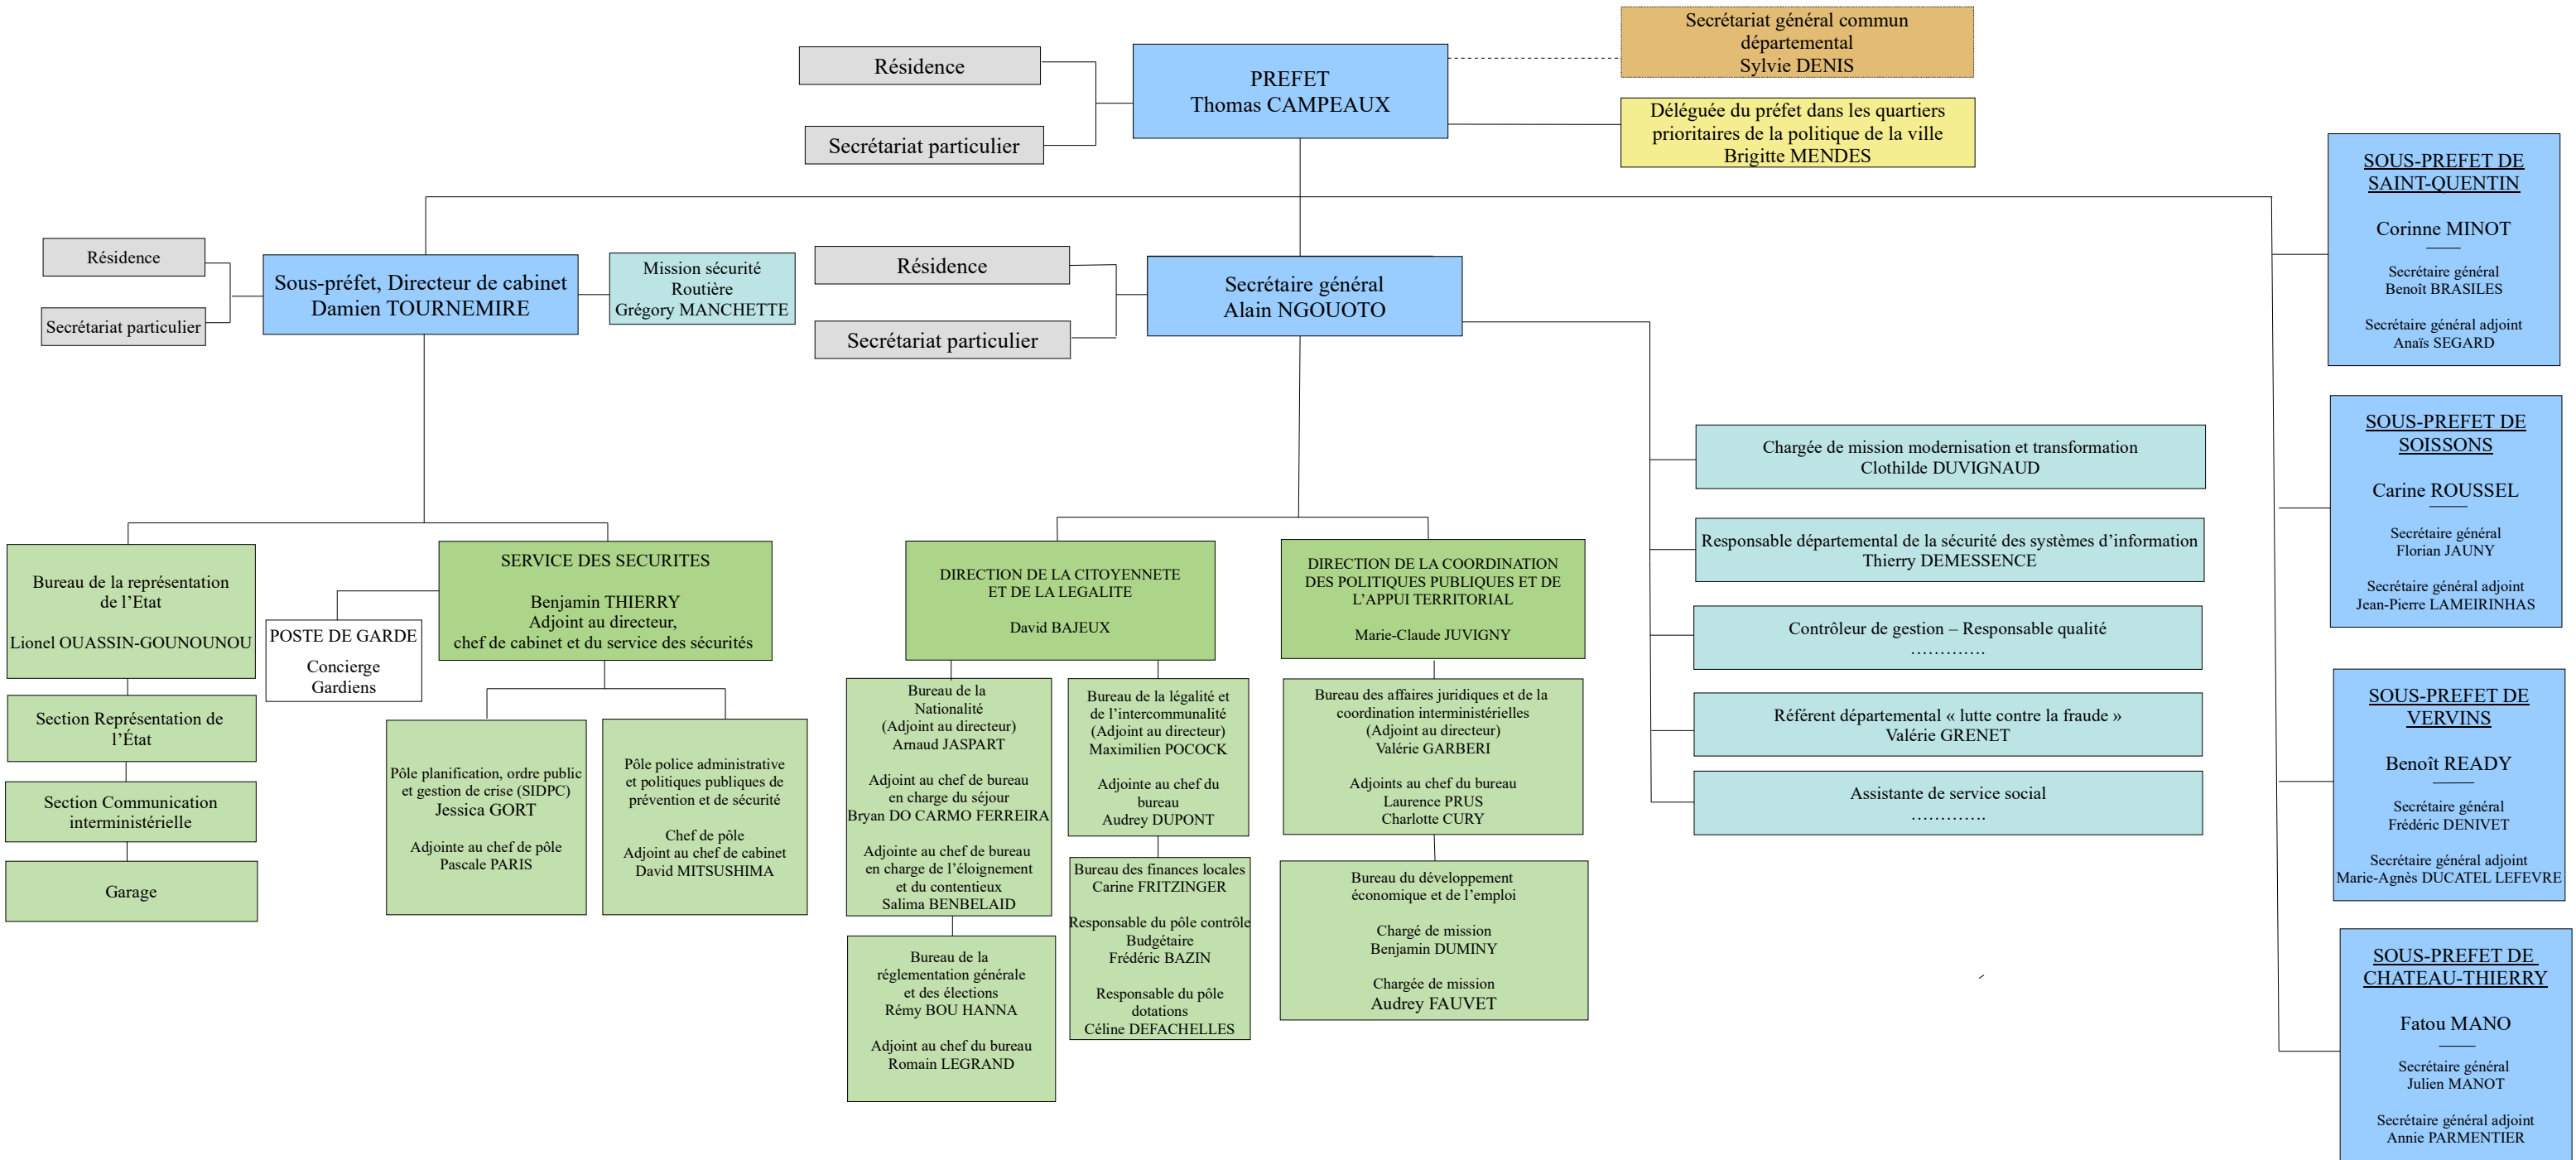 Secrétariat général commun
départemental
Sylvie DENIS
Résidence
PREFET
Thomas CAMPEAUX
Secrétariat particulier
Déléguée du préfet dans les quartiers
prioritaires de la politique de la ville
Brigitte MENDES
Résidence
Secrétariat particulier
Sous-préfet, Directeur de cabinet
Damien TOURNEMIRE
Mission sécurité
Routière
Grégory MANCHETTE
Résidence
Secrétariat particulier
Secrétaire général
Alain NGOUOTO
SOUS-PREFET DE
SAINT-QUENTIN
Corinne MINOT
Secrétaire général
Benoît BRASILES
Secrétaire général adjoint
Anaïs SEGARD
SOUS-PREFET DE
SOISSONS
Carine ROUSSEL
Secrétaire général
Florian JAUNY
Secrétaire général adjoint
Jean-Pierre LAMEIRINHAS
SOUS-PREFET DE
VERVINS
Benoît READY
Secrétaire général
Frédéric DENIVET
Secrétaire général adjoint
Marie-Agnès DUCATEL LEFEVRE
SOUS-PREFET DE
CHATEAU-THIERRY
Fatou MANO
Secrétaire général
Julien MANOT
Secrétaire général adjoint
Annie PARMENTIER
Chargée de mission modernisation et transformation
Clothilde DUVIGNAUD
Responsable départemental de la sécurité des systèmes d’information
Thierry DEMESSENCE
Contrôleur de gestion – Responsable qualité
………….
Référent départemental « lutte contre la fraude »
Valérie GRENET
Assistante de service social
………….
Bureau de la représentation
de l’Etat
Lionel OUASSIN-GOUNOUNOU
Section Représentation de
l’État
Section Communication
interministérielle
Garage
SERVICE DES SECURITES
Benjamin THIERRY
Adjoint au directeur,
chef de cabinet et du service des sécurités
POSTE DE GARDE
Concierge
Gardiens
Pôle planification, ordre public
et gestion de crise (SIDPC)
Jessica GORT
Adjointe au chef de pôle
Pascale PARIS
Pôle police administrative
et politiques publiques de
prévention et de sécurité
Chef de pôle
Adjoint au chef de cabinet
David MITSUSHIMA
DIRECTION DE LA CITOYENNETE
ET DE LA LEGALITE
David BAJEUX
Bureau de la
Nationalité
(Adjoint au directeur)
Arnaud JASPART
Adjoint au chef de bureau
en charge du séjour
Bryan DO CARMO FERREIRA
Adjointe au chef de bureau
en charge de l’éloignement
et du contentieux
Salima BENBELAID
Bureau de la
réglementation générale
et des élections
Rémy BOU HANNA
Adjoint au chef du bureau
Romain LEGRAND
Bureau de la légalité et
de l’intercommunalité
(Adjoint au directeur)
Maximilien POCOCK
Adjointe au chef du
bureau
Audrey DUPONT
Bureau des finances locales
Carine FRITZINGER
Responsable du pôle contrôle
Budgétaire
Frédéric BAZIN
Responsable du pôle
dotations
Céline DEFACHELLES
DIRECTION DE LA COORDINATION
DES POLITIQUES PUBLIQUES ET DE
L’APPUI TERRITORIAL
Marie-Claude JUVIGNY
Bureau des affaires juridiques et de la
coordination interministérielles
(Adjoint au directeur)
Valérie GARBERI
Adjoints au chef du bureau
Laurence PRUS
Charlotte CURY
Bureau du développement
économique et de l’emploi
Chargé de mission
Benjamin DUMINY
Chargée de mission
Audrey FAUVET